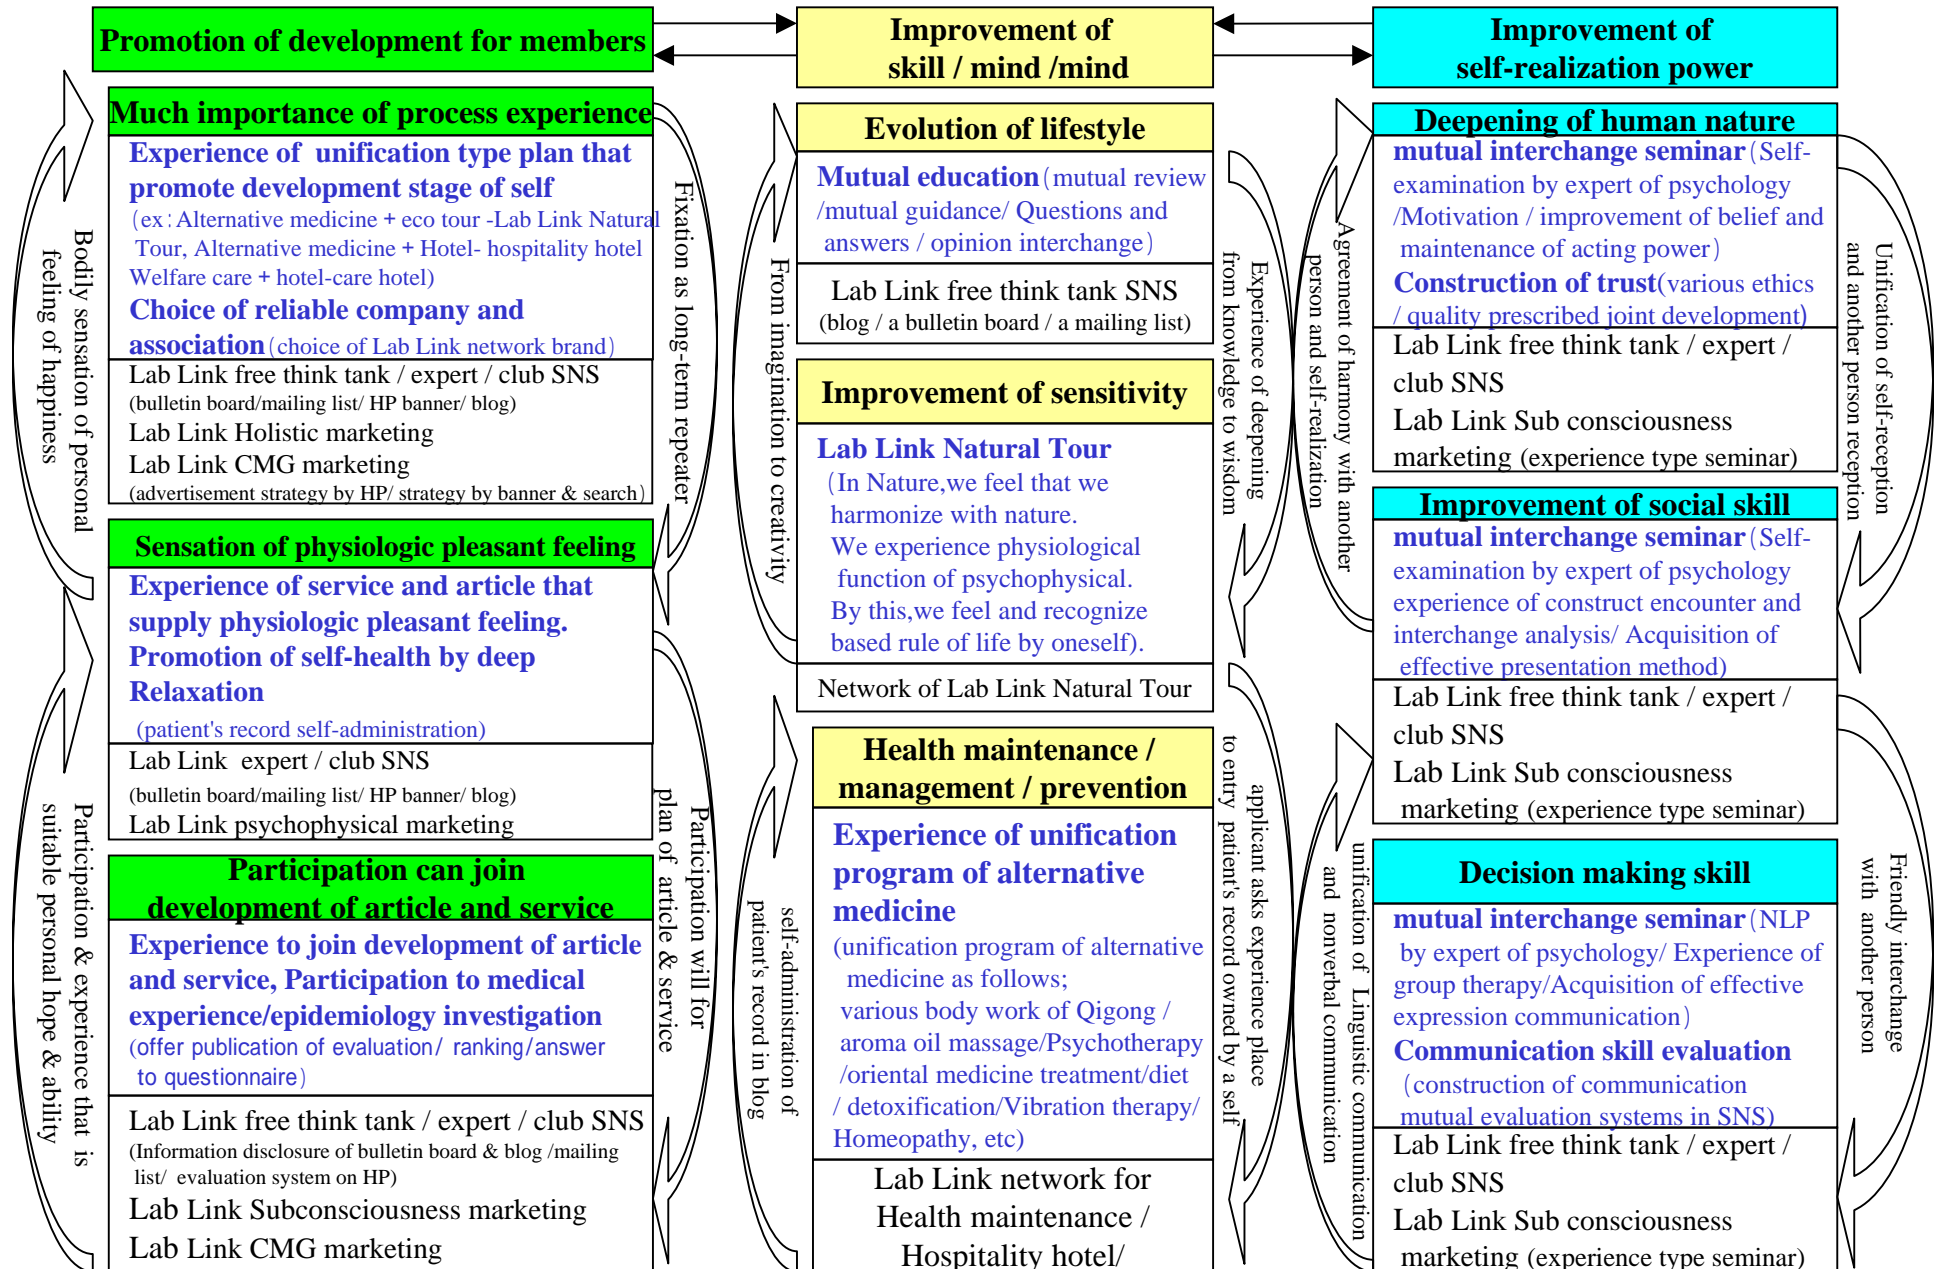 Promotion of development for members
Much importance of process experience
Experience of unification type plan that
promote development stage of self
(ex:Alternative medicine + eco tour -Lab Link Natural
Tour, Alternative medicine + Hotel- hospitality hotel
Welfare care + hotel-care hotel)
Choice of reliable company and
association(choice of Lab Link network brand)
Lab Link free think tank / expert / club SNS
(bulletin board/mailing list/ HP banner/ blog)
Lab Link Holistic marketing
Lab Link CMG marketing
(advertisement strategy by HP/ strategy by banner & search)
Sensation of physiologic pleasant feeling
Experience of service and article that
supply physiologic pleasant feeling.
Promotion of self-health by deep
Relaxation
(patient's record self-administration)
Lab Link expert / club SNS
(bulletin board/mailing list/ HP banner/ blog)
Lab Link psychophysical marketing
Participation can join
development of article and service
Experience to join development of article
and service, Participation to medical
experience/epidemiology investigation
(offer publication of evaluation/ ranking/answer
to questionnaire)
Lab Link free think tank / expert / club SNS
(Information disclosure of bulletin board & blog /mailing
list/ evaluation system on HP)
Lab Link Subconsciousness marketing
Lab Link CMG marketing
Bodily sensation of personal
feeling of happiness
Participation & experience that is
suitable personal hope & ability
Fixation as long-term repeater
Participation will for
plan of article & service
Improvement of
skill / mind /mind
Evolution of lifestyle
Mutual education(mutual review
/mutual guidance/ Questions and
answers / opinion interchange)
Lab Link free think tank SNS
(blog / a bulletin board / a mailing list)
Improvement of sensitivity
Lab Link Natural Tour
(In Nature,we feel that we
harmonize with nature.
We experience physiological
function of psychophysical.
By this,we feel and recognize
based rule of life by oneself).
Network of Lab Link Natural Tour
Health maintenance /
management / prevention
Experience of unification
program of alternative
medicine
(unification program of alternative
medicine as follows;
various body work of Qigong /
aroma oil massage/Psychotherapy
/oriental medicine treatment/diet
/ detoxification/Vibration therapy/
Homeopathy, etc)
Lab Link network for
Health maintenance /
Hospitality hotel/
From imagination to creativity
self-administration of
patient's record in blog
Experience of deepening
from knowledge to wisdom
applicant asks experience place
to entry patient's record owned by a self
Improvement of
self-realization power
Deepening of human nature
mutual interchange seminar(Self-
examination by expert of psychology
/Motivation / improvement of belief and
maintenance of acting power)
Construction of trust(various ethics
/ quality prescribed joint development)
Lab Link free think tank / expert /
club SNS
Lab Link Sub consciousness
marketing (experience type seminar)
Improvement of social skill
mutual interchange seminar(Self-
examination by expert of psychology
experience of construct encounter and
interchange analysis/ Acquisition of
effective presentation method)
Lab Link free think tank / expert /
club SNS
Lab Link Sub consciousness
marketing (experience type seminar)
Decision making skill
mutual interchange seminar(NLP
by expert of psychology/ Experience of
group therapy/Acquisition of effective
expression communication)
Communication skill evaluation
(construction of communication
mutual evaluation systems in SNS)
Lab Link free think tank / expert /
club SNS
Lab Link Sub consciousness
marketing (experience type seminar)
Agreement of harmony with another
person and self-realization
unification of Linguistic communication
and nonverbal communication
Unification of self-reception
and another person reception
Friendly interchange
with another person